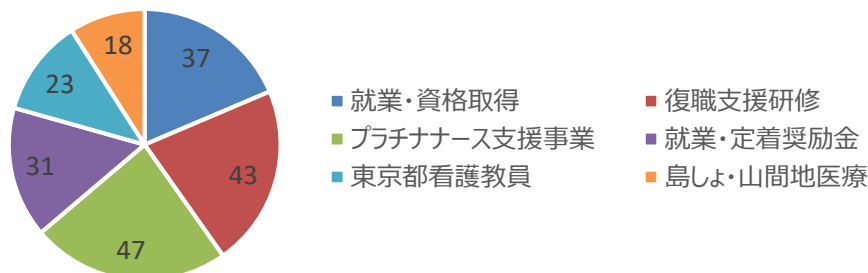 18
37
23
31
43
47
就業・資格取得
復職支援研修
プラチナナース支援事業
就業・定着奨励金
東京都看護教員
島しょ・山間地医療